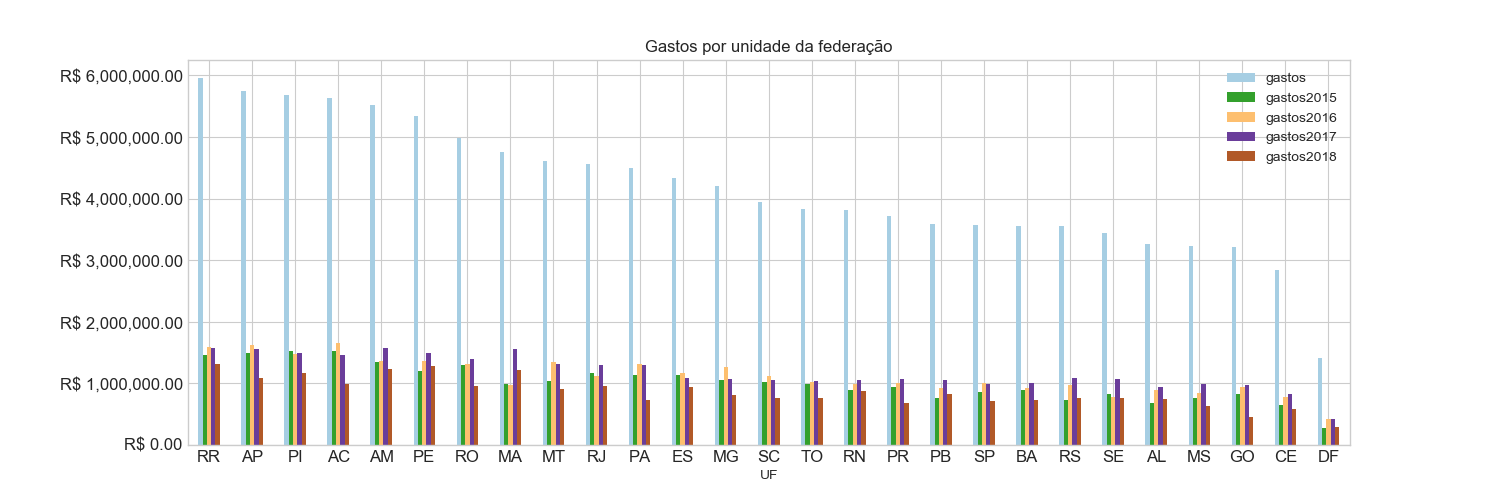 Gastos por unidade da federação
R$ 6,000,000.00
R$ 5,000,000.00
R$ 4,000,000.00
R$ 3,000,000.00
R$ 2,000,000.00
R$ 1,000,000.00
R$ 0.00
gastos
gastos2015
gastos2016
gastos2017
gastos2018
RR AP PI AC AM PE RO MA MT RJ PA ES MG SC TO RN PR PB SP BA RS SE AL MS GO CE DF
UF